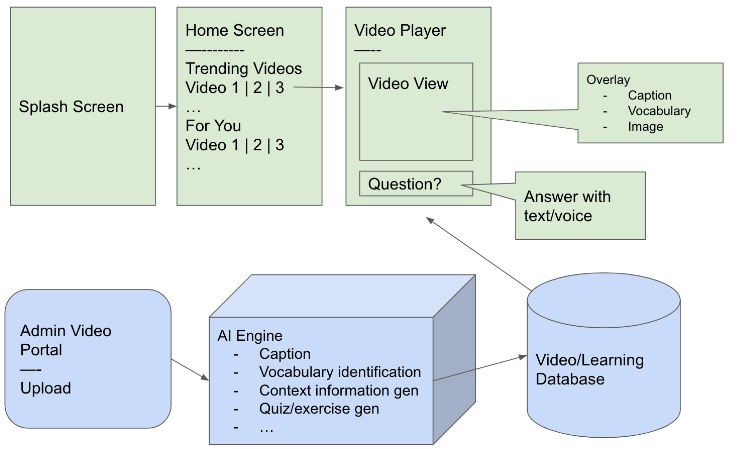 Splash Screen
Home Screen
-----------
Trending Videos
Video 1 | 2 | 3
...
For You
Video 1 | 2 | 3
...
Video Player
-----
Video View
Question?
Overlay
- Caption
- Vocabulary
- Image
Answer with
text/voice
Admin Video
Portal
----
Upload
AI Engine
- Caption
- Vocabulary identification
- Context information gen
- Quiz/exercise gen
- ...
Video/Learning
Database